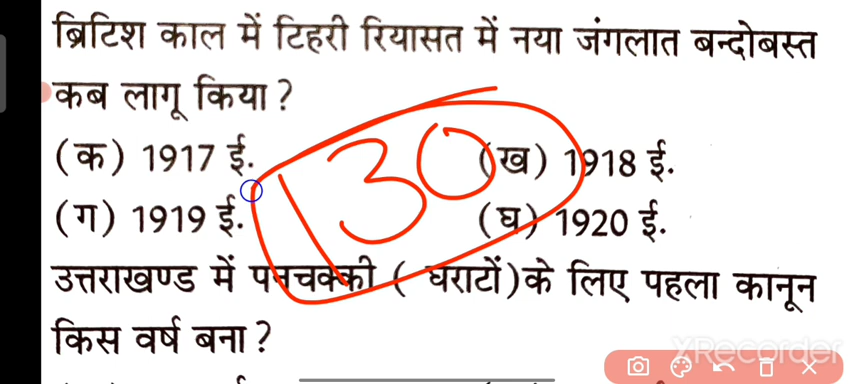 ब्रिटिश काल में टिहरी रियासत में नया जंगलात बन्दोबस्त
कब लागू किया ?
(क) 1917 ई. (ख) 1918 ई.
130
(ग) 1919 ई. (घ) 1920 ई.
उत्तराखण्ड में पनचक्की ( घराटों)के लिए पहला कानून
किस वर्ष बना ?
XRecorder